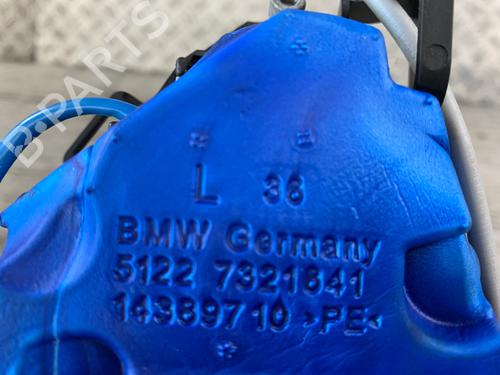 L 36
BMW Germany
5122 7321841
14389710 >PE<
B-PARTS